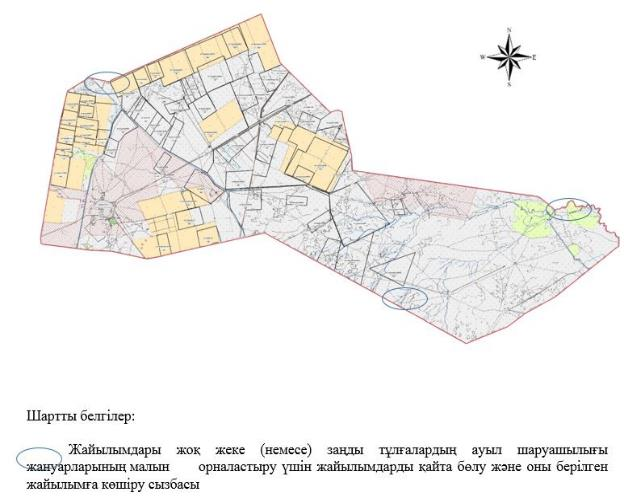 N
W E
S
Шартты белгілер:
Жайылымдары жоқ жеке (немесе) заңды тұлғалардың ауыл шаруашылығы
жануарларының малын орналастыру үшін жайылымдарды қайта бөлу және оны берілген
жайылымға көшіру сызбасы